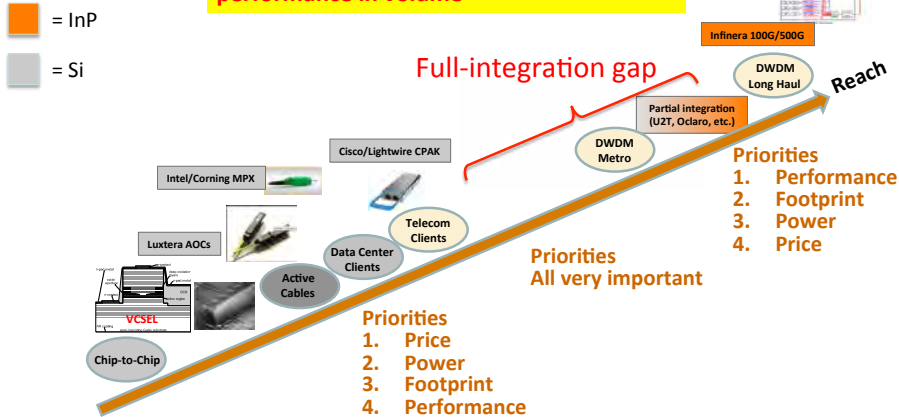 performance in volume
= InP
= Si
Infinera 100G/500G
Full-integration gap
DWDM
Long Haul
Reach
Partial integration
(U2T, Oclaro, etc.)
Cisco/Lightwire CPAK
DWDM
Metro
Priorities
1. Performance
2. Footprint
3. Power
4. Price
Intel/Corning MPX
Telecom
Clients
Luxtera AOCs
Data Center
Clients
Priorities
All very important
Active
Cables
VCSEL
Priorities
1. Price
2. Power
3. Footprint
4. Performance
Chip-to-Chip